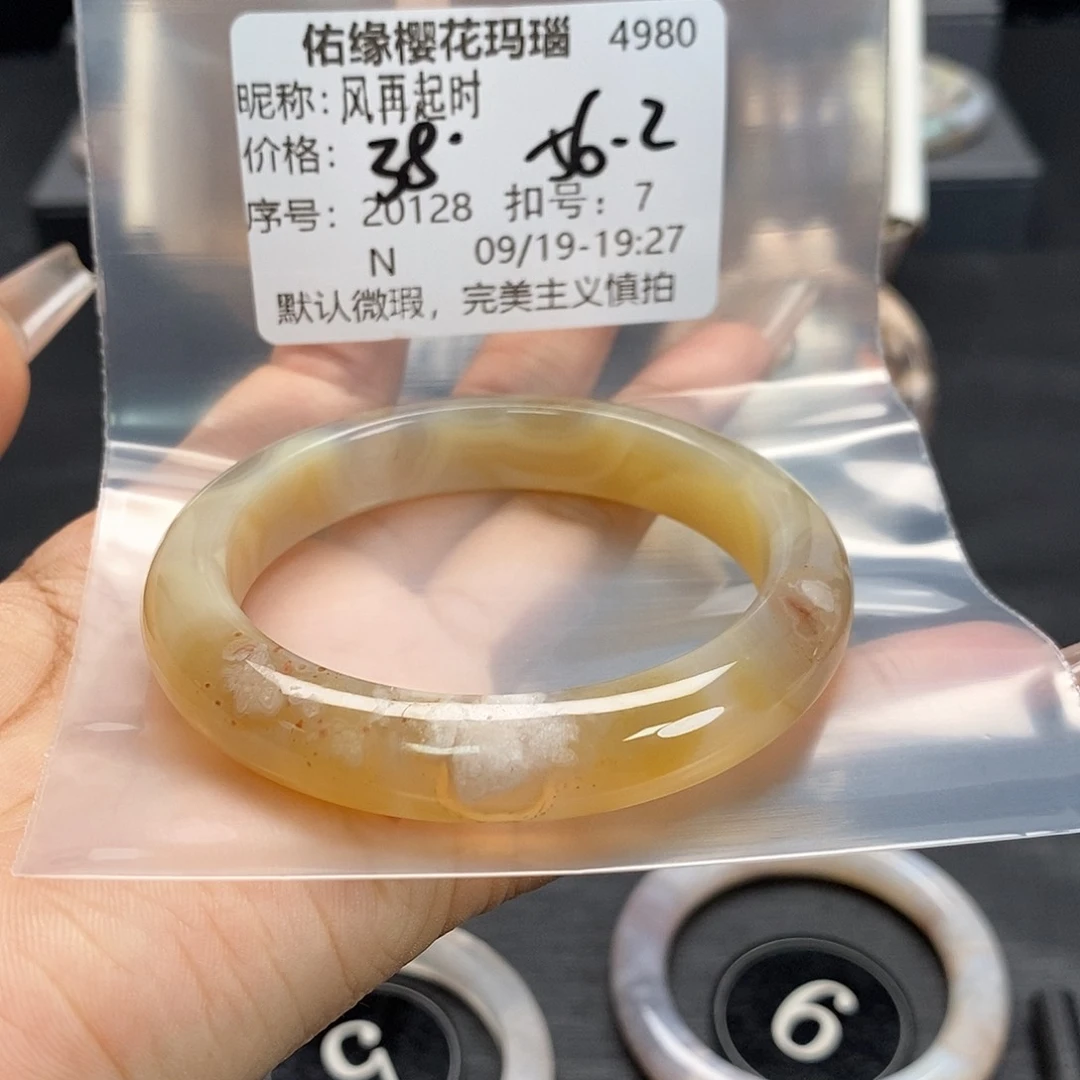 佑缘樱花玛瑙 4980
昵称:风再起时
价格: 38. 56-2
序号: 20128 扣号: 7
N 09/19-19:27
默认微瑕，完美主义慎拍
5 6